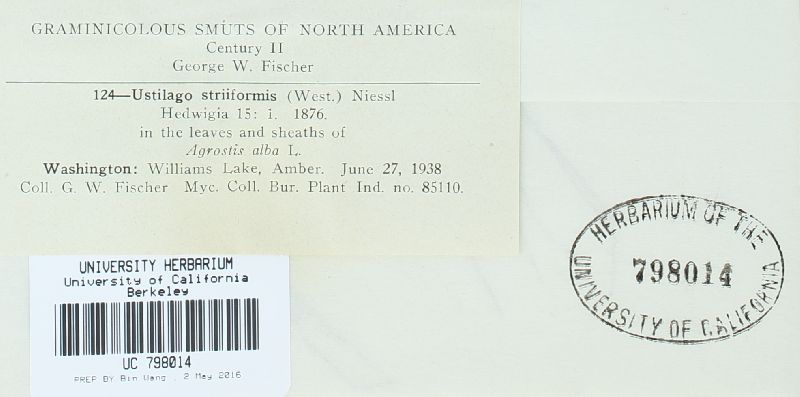 GRAMINICOLOUS SMUTS OF NORTH AMERICA
Century II
George W. Fischer
124—Ustilago striiformis (West.) Niessl
Hedwigia 15: 1. 1876.
in the leaves and sheaths of
Agrostis alba L.
Washington: Williams Lake, Amber. June 27, 1938
Coll. G. W. Fischer Myc. Coll. Bur. Plant Ind. no. 85110.
HERBARIUM OF THE
798014
UNIVERSITY OF CALIFORNIA
UNIVERSITY HERBARIUM
University of California
Berkeley
UC 798014
PREP BY Bin Wang . 2 May 2016